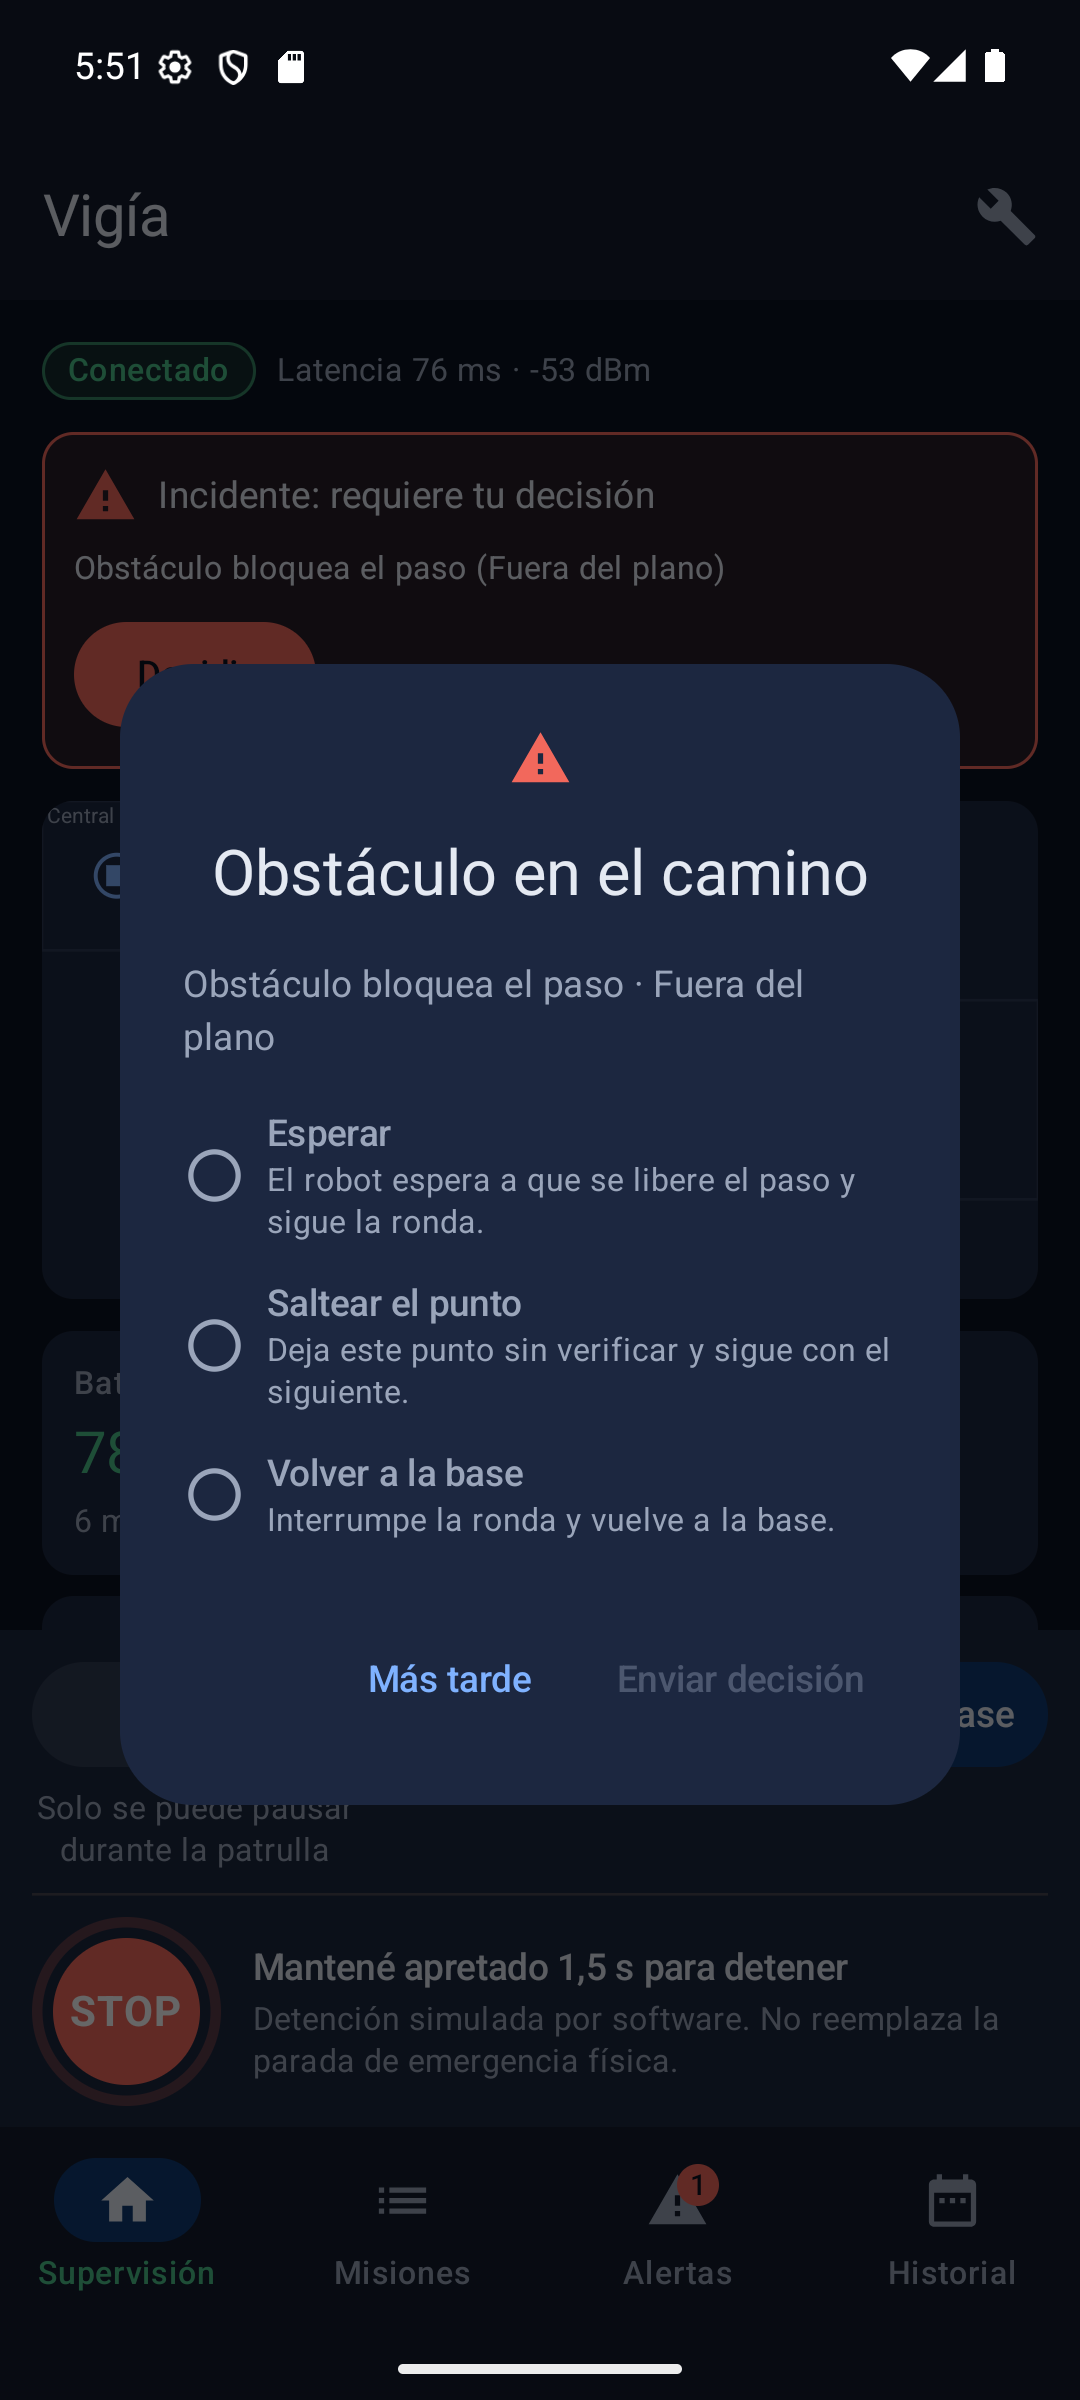 5:51
Vigía
Conectado
Latencia 76 ms · -53 dBm
Incidente: requiere tu decisión
Obstáculo bloquea el paso (Fuera del plano)
Central
Obstáculo en el camino
Obstáculo bloquea el paso · Fuera del
plano
Esperar
El robot espera a que se libere el paso y
sigue la ronda.
Saltear el punto
Deja este punto sin verificar y sigue con el
siguiente.
Volver a la base
Interrumpe la ronda y vuelve a la base.
Más tarde
Enviar decisión
Solo se puede pausar
durante la patrulla
STOP
Mantené apretado 1,5 s para detener
Detención simulada por software. No reemplaza la
parada de emergencia física.
1
Supervisión
Misiones
Alertas
Historial